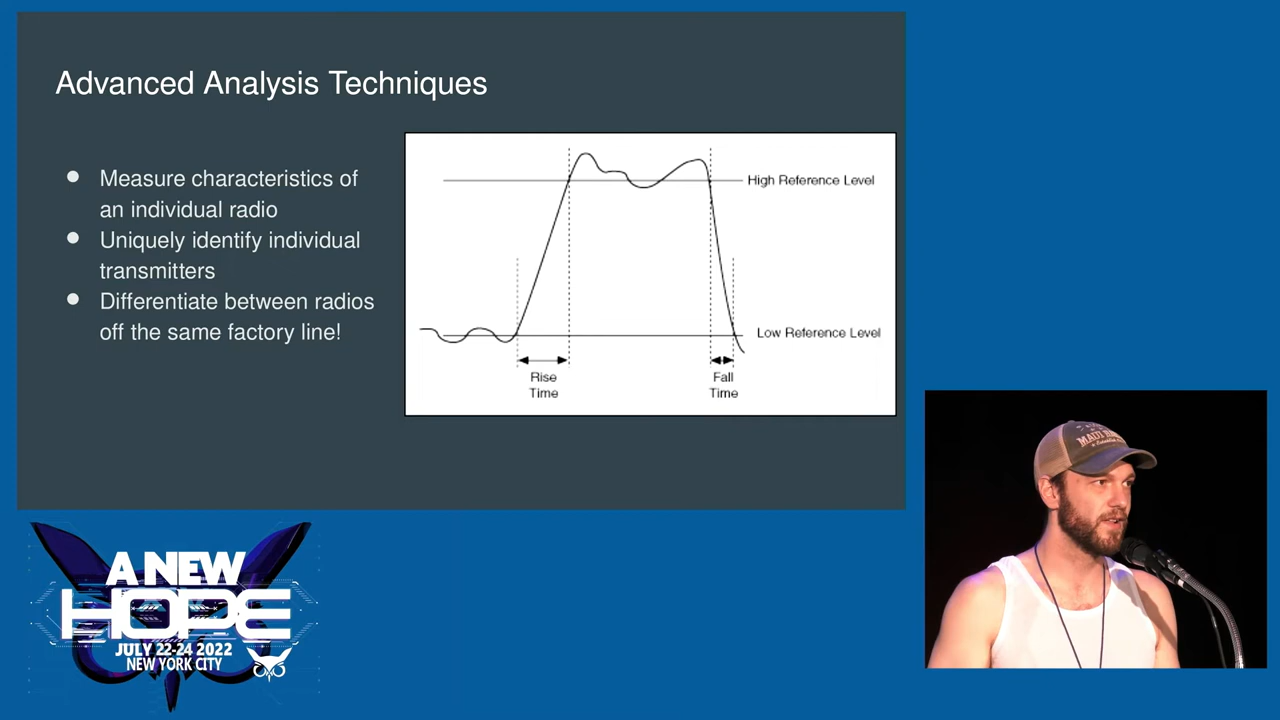 Advanced Analysis Techniques
Measure characteristics of
an individual radio
Uniquely identify individual
transmitters
Differentiate between radios
off the same factory line!
High Reference Level
Low Reference Level
Rise
Time
Fall
Time
A NEW
HOPE
JULY 22-24 2022
NEW YORK CITY